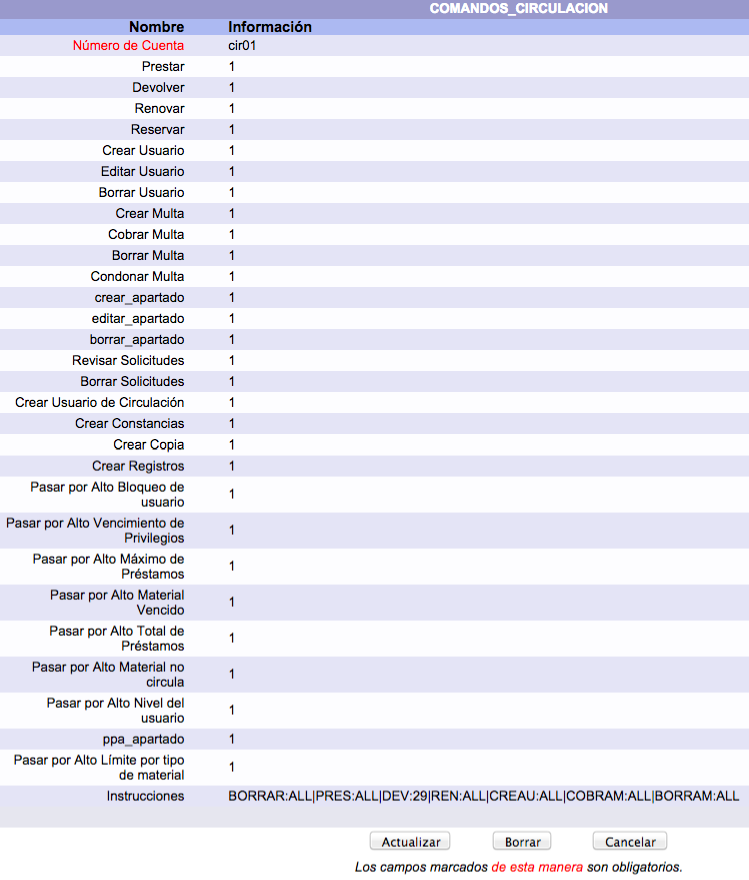 COMANDOS_CIRCULACION
Nombre Información
Número de Cuenta cir01
Prestar 1
Devolver 1
Renovar 1
Reservar 1
Crear Usuario 1
Editar Usuario 1
Borrar Usuario 1
Crear Multa 1
Cobrar Multa 1
Borrar Multa 1
Condonar Multa 1
crear_apartado 1
editar_apartado 1
borrar_apartado 1
Revisar Solicitudes 1
Borrar Solicitudes 1
Crear Usuario de Circulación 1
Crear Constancias 1
Crear Copia 1
Crear Registros 1
Pasar por Alto Bloqueo de
usuario 1
Pasar por Alto Vencimiento de
Privilegios 1
Pasar por Alto Máximo de
Préstamos 1
Pasar por Alto Material
Vencido 1
Pasar por Alto Total de
Préstamos 1
Pasar por Alto Material no
circula 1
Pasar por Alto Nivel del
usuario 1
ppa_apartado 1
Pasar por Alto Límite por tipo
de material 1
Instrucciones BORRAR:ALL|PRES:ALL|DEV:29|REN:ALL|CREAU:ALL|COBRAM:ALL|BORRAM:ALL
Actualizar Borrar Cancelar
Los campos marcados de esta manera son obligatorios.